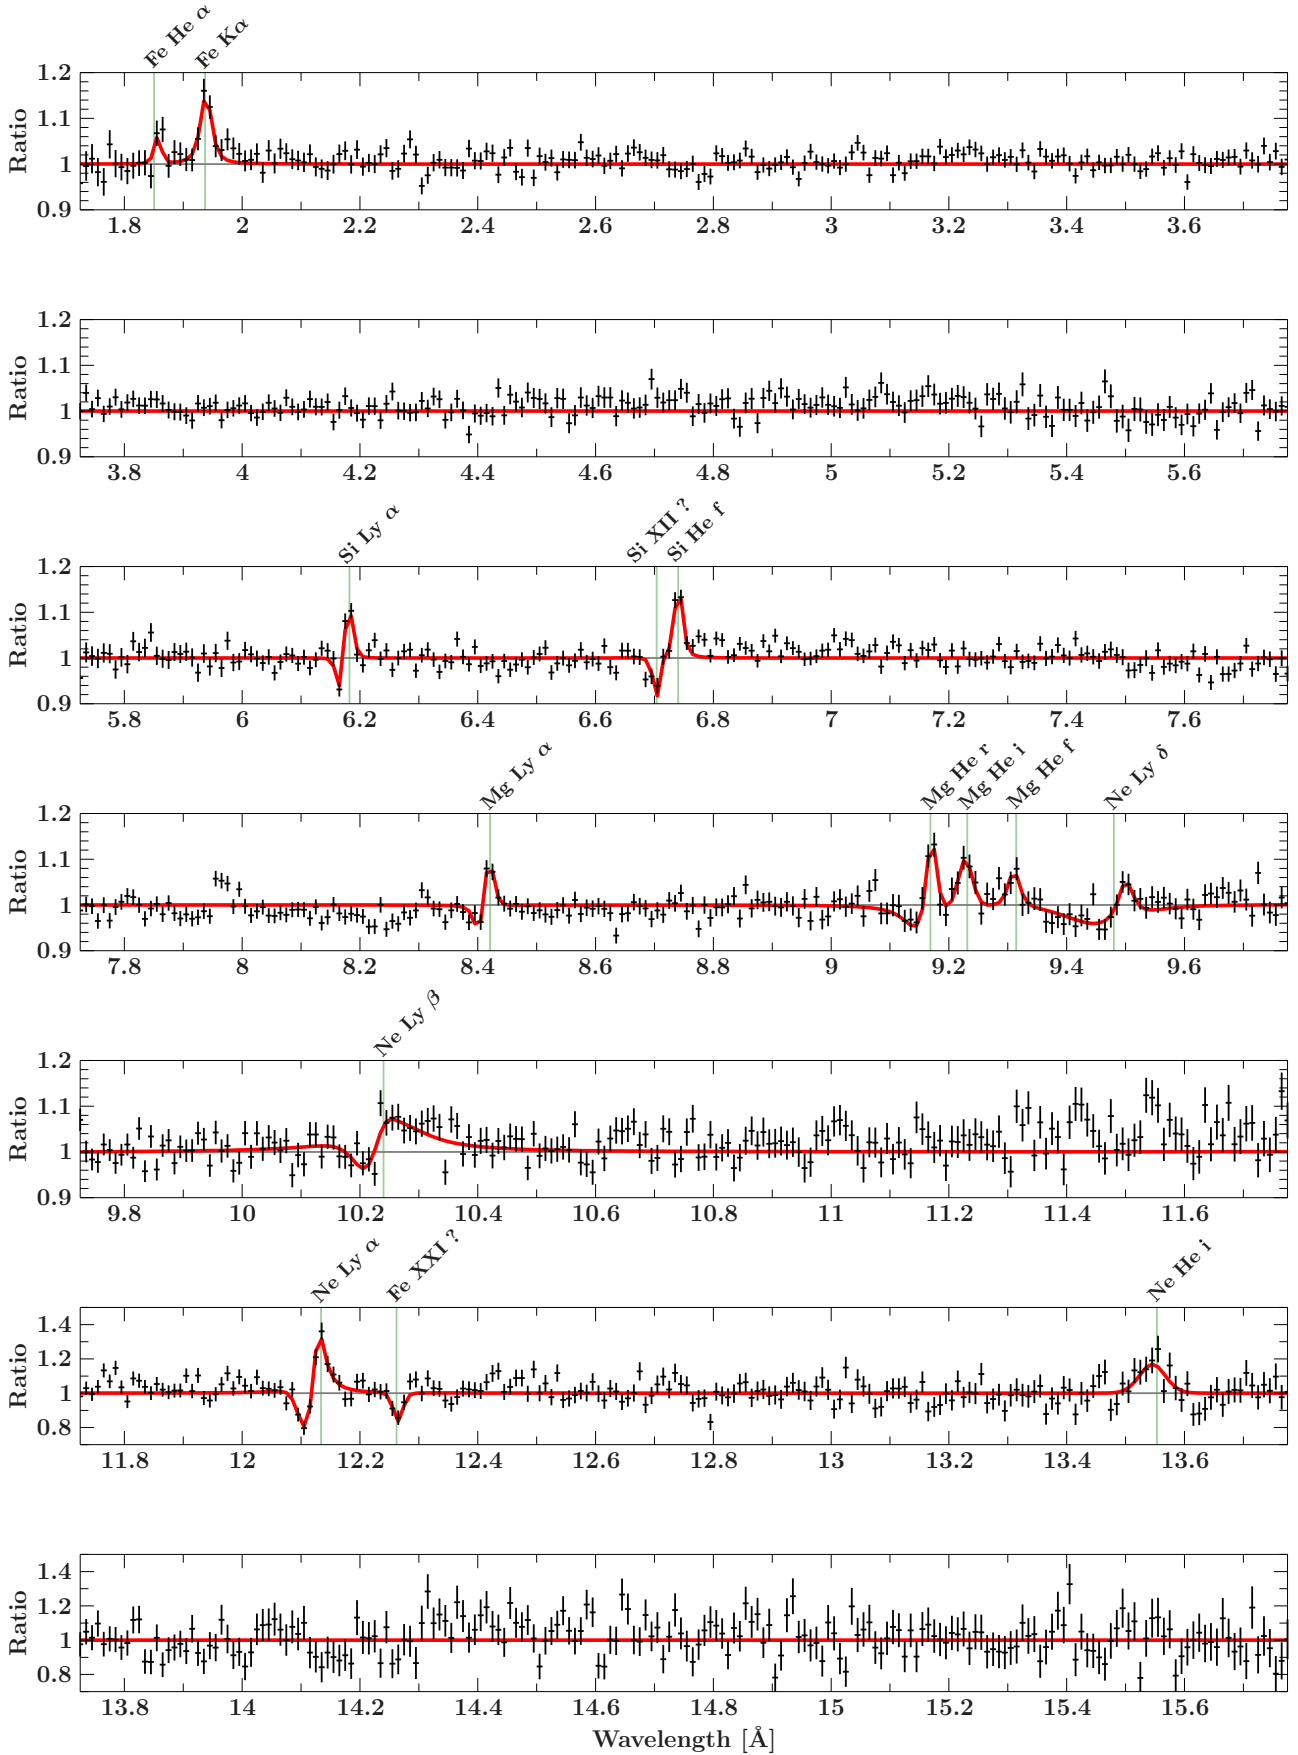 Fe He α Fe Kα
1.2
1.1
1
0.9
Ratio
1.8 2 2.2 2.4 2.6 2.8 3 3.2 3.4 3.6
1.2
1.1
1
0.9
Ratio
3.8 4 4.2 4.4 4.6 4.8 5 5.2 5.4 5.6
Si Ly α Si XII ? Si He f
1.2
1.1
1
0.9
Ratio
5.8 6 6.2 6.4 6.6 6.8 7 7.2 7.4 7.6
Mg Ly α Mg He r Mg He i Mg He f Ne Ly δ
1.2
1.1
1
0.9
Ratio
7.8 8 8.2 8.4 8.6 8.8 9 9.2 9.4 9.6
Ne Ly β
1.2
1.1
1
0.9
Ratio
9.8 10 10.2 10.4 10.6 10.8 11 11.2 11.4 11.6
Ne Ly α Fe XXI ? Ne He i
1.4
1.2
1
0.8
Ratio
11.8 12 12.2 12.4 12.6 12.8 13 13.2 13.4 13.6
1.4
1.2
1
0.8
Ratio
13.8 14 14.2 14.4 14.6 14.8 15 15.2 15.4 15.6
Wavelength [Å]